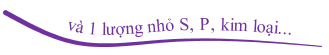 và 1 lượng nhỏ S, P, kim loại...